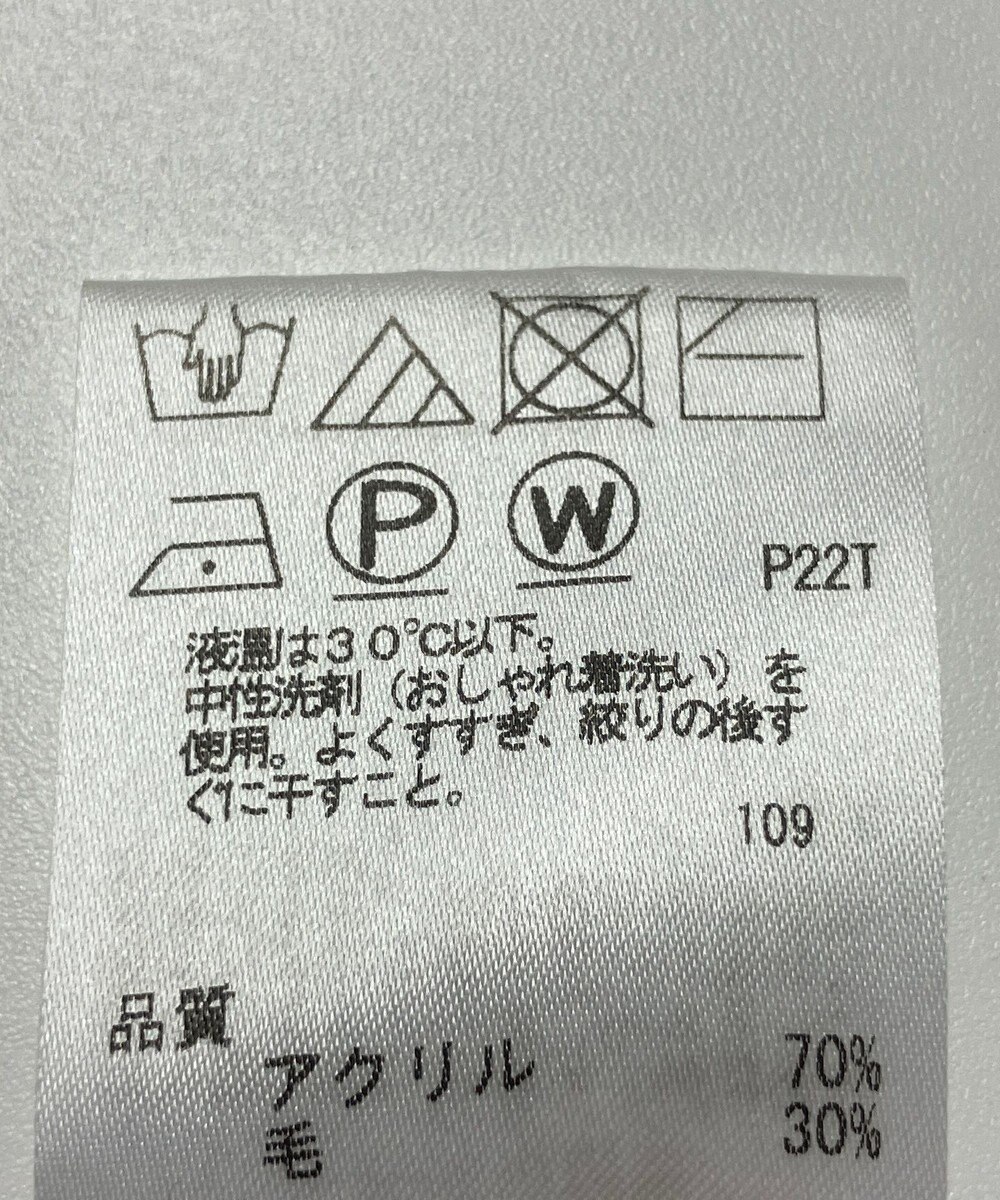 P W P22T
液温は30℃以下。
中性洗剤（おしゃれ着洗い）を
使用。よくすすぎ、絞りの後す
ぐに干すこと。
109
品質
アクリル 70%
毛 30%